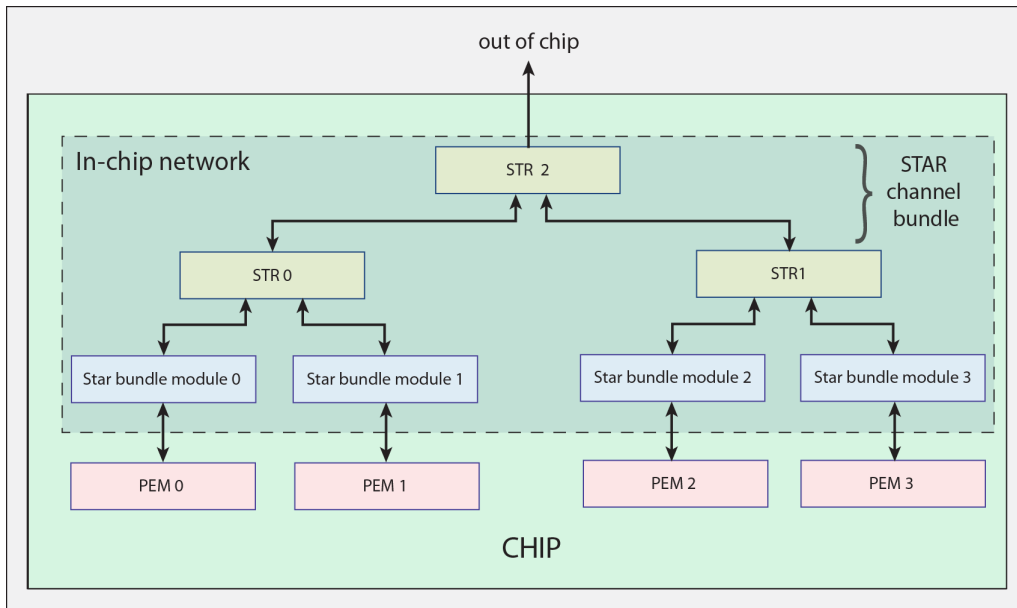 out of chip
In-chip network
STR 2
STAR
channel
bundle
STR 0
STR1
Star bundle module 0
Star bundle module 1
Star bundle module 2
Star bundle module 3
PEM 0
PEM 1
PEM 2
PEM 3
CHIP